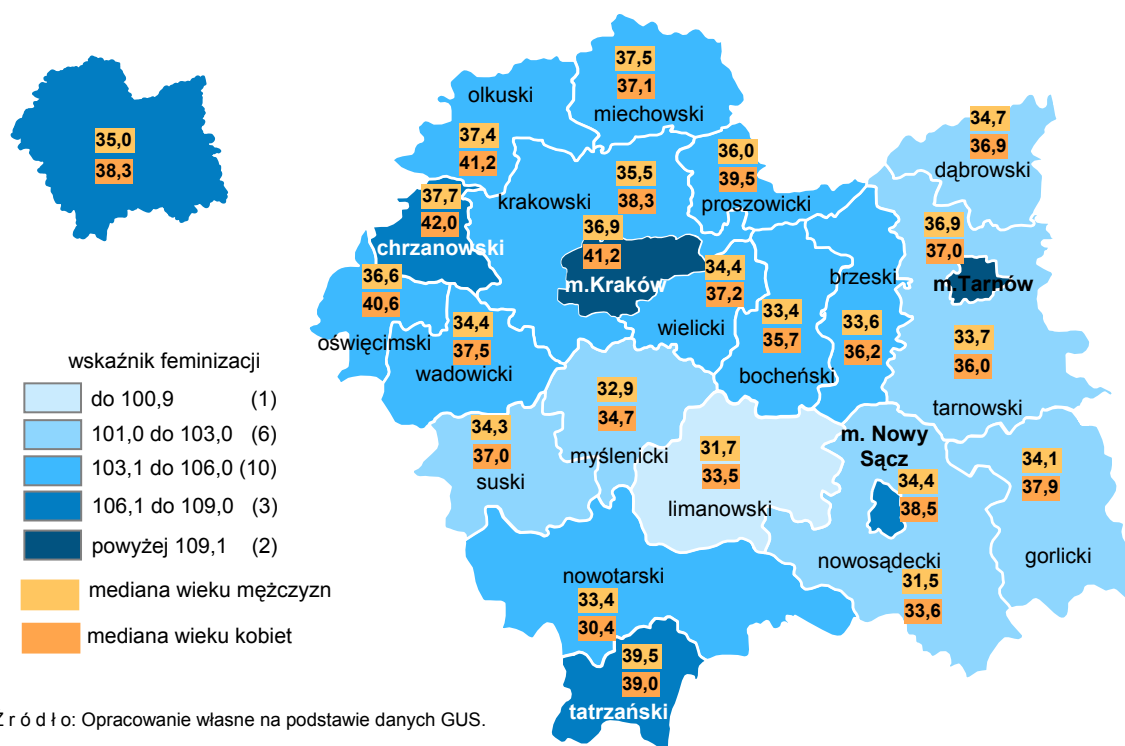 35,0
38,3
olkuski
37,4
41,2
37,5
37,1
miechowski
34,7
36,9
dąbrowski
36,0
39,5
proszowicki
35,5
38,3
krakowski
37,7
42,0
chrzanowski
36,9
41,2
m.Kraków
36,9
37,0
m.Tarnów
36,6
40,6
oświęcimski
34,4
37,5
wadowicki
34,4
37,2
wielicki
33,4
35,7
bocheński
brzeski
33,6
36,2
33,7
36,0
tarnowski
32,9
34,7
myślenicki
34,3
37,0
suski
31,7
33,5
limanowski
m. Nowy
Sącz
34,4
38,5
34,1
37,9
gorlicki
nowosądecki
31,5
33,6
nowotarski
33,4
30,4
39,5
39,0
tatrzański
wskaźnik feminizacji
do 100,9 (1)
101,0 do 103,0 (6)
103,1 do 106,0 (10)
106,1 do 109,0 (3)
powyżej 109,1 (2)
mediana wieku mężczyzn
mediana wieku kobiet
Z r ó d ł o: Opracowanie własne na podstawie danych GUS.